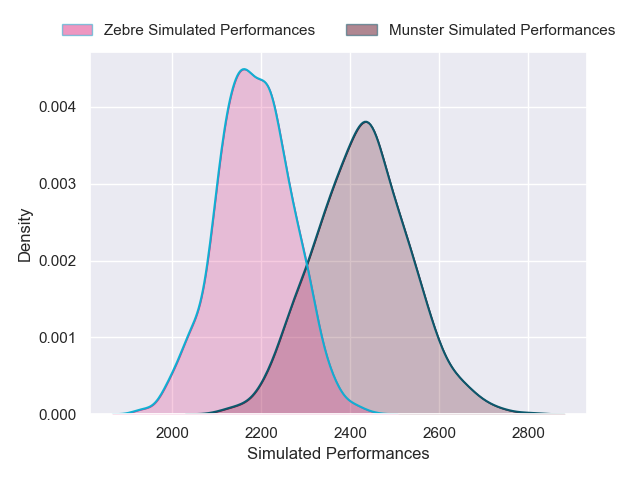 Zebre Simulated Performances Munster Simulated Performances
0.004
0.003
0.002
0.001
0.000
Density
2000 2200 2400 2600 2800
Simulated Performances